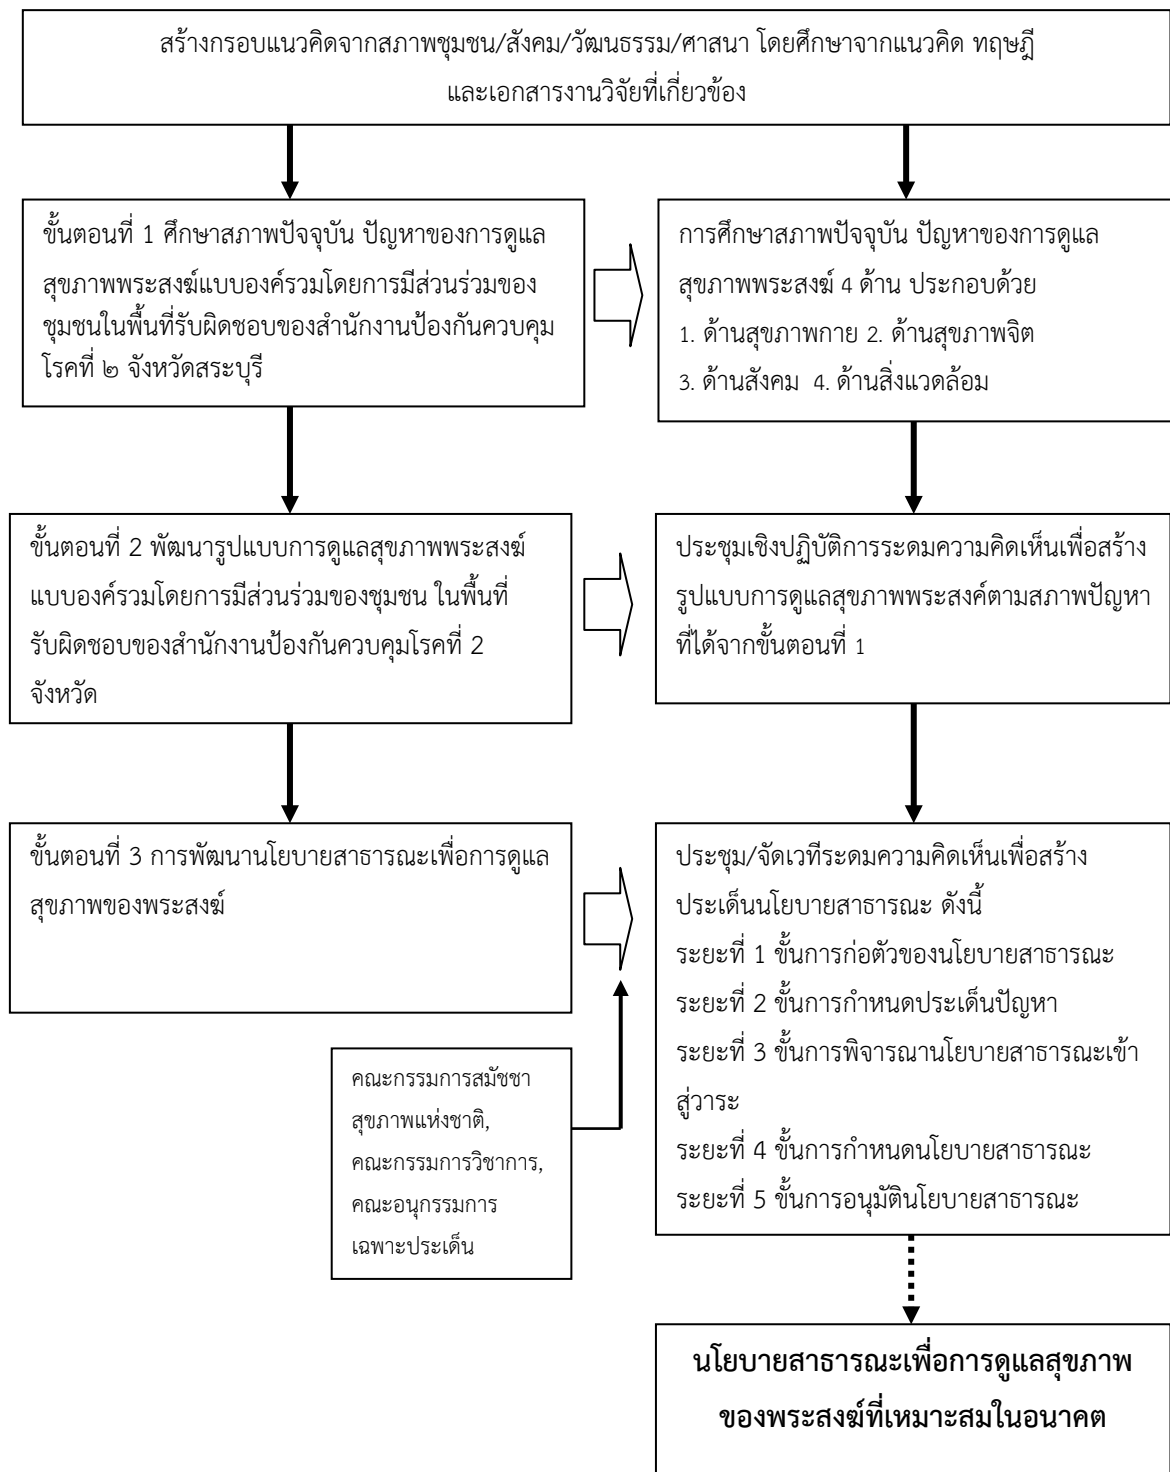 สร้างกรอบแนวคิดจากสภาพชุมชน/สังคม/วัฒนธรรม/ศาสนา โดยศึกษาจากแนวคิด ทฤษฎี
และเอกสารงานวิจัยที่เกี่ยวข้อง
ขั้นตอนที่ 1 ศึกษาสภาพปัจจุบัน ปัญหาของการดูแล
สุขภาพพระสงฆ์แบบองค์รวมโดยการมีส่วนร่วมของ
ชุมชนในพื้นที่รับผิดชอบของสำนักงานป้องกันควบคุม
โรคที่ ๒ จังหวัดสระบุรี
การศึกษาสภาพปัจจุบัน ปัญหาของการดูแล
สุขภาพพระสงฆ์ 4 ด้าน ประกอบด้วย
1. ด้านสุขภาพกาย 2. ด้านสุขภาพจิต
3. ด้านสังคม 4. ด้านสิ่งแวดล้อม
ขั้นตอนที่ 2 พัฒนารูปแบบการดูแลสุขภาพพระสงฆ์
แบบองค์รวมโดยการมีส่วนร่วมของชุมชน ในพื้นที่
รับผิดชอบของสำนักงานป้องกันควบคุมโรคที่ 2
จังหวัด
ประชุมเชิงปฏิบัติการระดมความคิดเห็นเพื่อสร้าง
รูปแบบการดูแลสุขภาพพระสงค์ตามสภาพปัญหา
ที่ได้จากขั้นตอนที่ 1
ขั้นตอนที่ 3 การพัฒนานโยบายสาธารณะเพื่อการดูแล
สุขภาพของพระสงฆ์
ประชุม/จัดเวทีระดมความคิดเห็นเพื่อสร้าง
ประเด็นนโยบายสาธารณะ ดังนี้
ระยะที่ 1 ขั้นการก่อตัวของนโยบายสาธารณะ
ระยะที่ 2 ขั้นการกำหนดประเด็นปัญหา
ระยะที่ 3 ขั้นการพิจารณานโยบายสาธารณะเข้า
สู่วาระ
ระยะที่ 4 ขั้นการกำหนดนโยบายสาธารณะ
ระยะที่ 5 ขั้นการอนุมัตินโยบายสาธารณะ
คณะกรรมการสมัชชา
สุขภาพแห่งชาติ,
คณะกรรมการวิชาการ,
คณะอนุกรรมการ
เฉพาะประเด็น
นโยบายสาธารณะเพื่อการดูแลสุขภาพ
ของพระสงฆ์ที่เหมาะสมในอนาคต